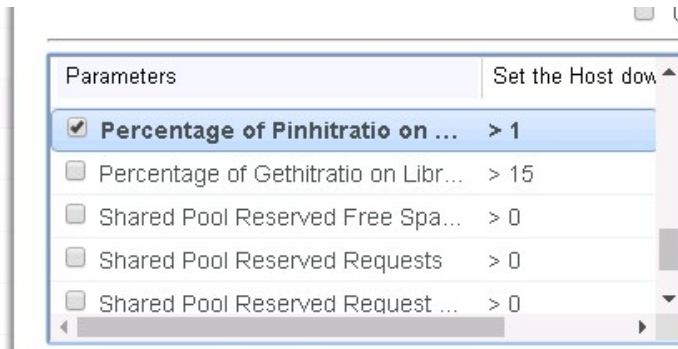 Parameters Set the Host dow
Percentage of Pinhitratio on ... > 1
Percentage of Gethitratio on Libr... > 15
Shared Pool Reserved Free Spa... > 0
Shared Pool Reserved Requests > 0
Shared Pool Reserved Request ... > 0